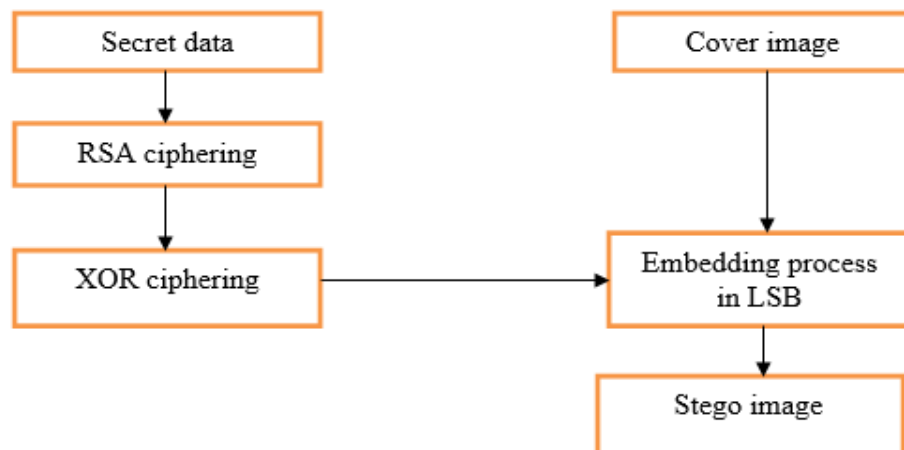 Secret data
Cover image
RSA ciphering
XOR ciphering
Embedding process
in LSB
Stego image